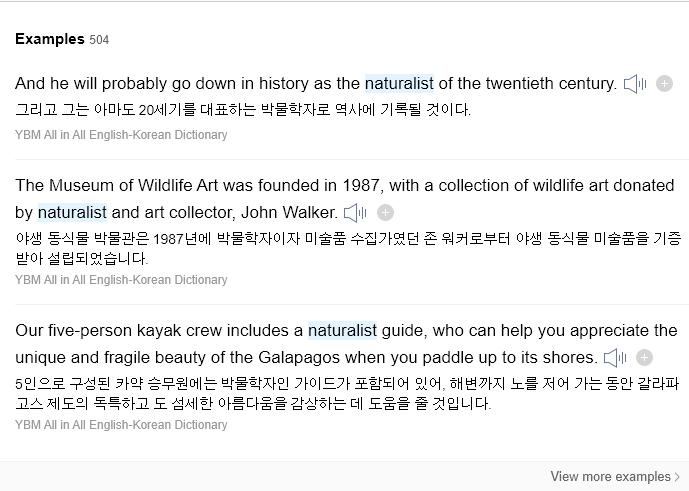 Examples 504
And he will probably go down in history as the naturalist of the twentieth century.
그리고 그는 아마도 20세기를 대표하는 박물학자로 역사에 기록될 것이다.
YBM All in All English-Korean Dictionary
The Museum of Wildlife Art was founded in 1987, with a collection of wildlife art donated
by naturalist and art collector, John Walker.
야생 동식물 박물관은 1987년에 박물학자이자 미술품 수집가였던 존 워커로부터 야생 동식물 미술품을 기증
받아 설립되었습니다.
YBM All in All English-Korean Dictionary
Our five-person kayak crew includes a naturalist guide, who can help you appreciate the
unique and fragile beauty of the Galapagos when you paddle up to its shores.
5인으로 구성된 카약 승무원에는 박물학자인 가이드가 포함되어 있어, 해변까지 노를 저어 가는 동안 갈라파
고스 제도의 독특하고 도 섬세한 아름다움을 감상하는 데 도움을 줄 것입니다.
YBM All in All English-Korean Dictionary
View more examples